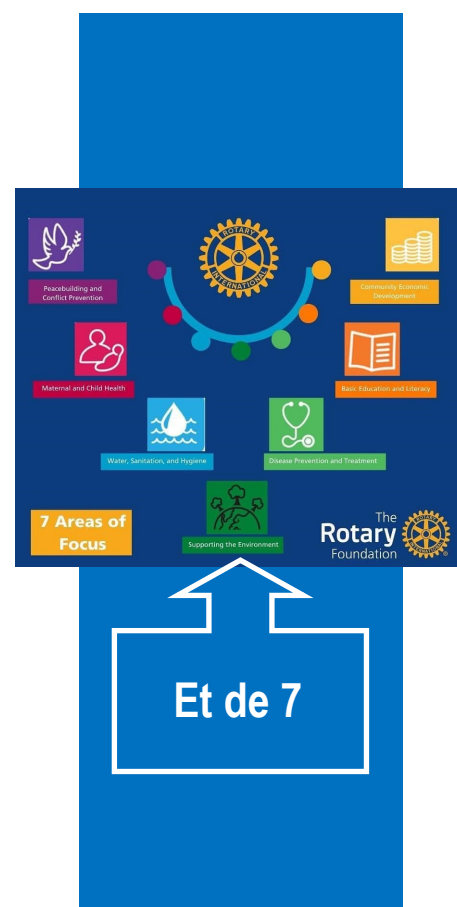 ROTARY
INTERNATIONAL
Peacebuilding and
Conflict Prevention
Community Economic
Development
Maternal and Child Health
Basic Education and Literacy
Water, Sanitation, and Hygiene
Disease Prevention and Treatment
7 Areas of
Focus
Supporting the Environment
The
Rotary
Foundation
Et de 7